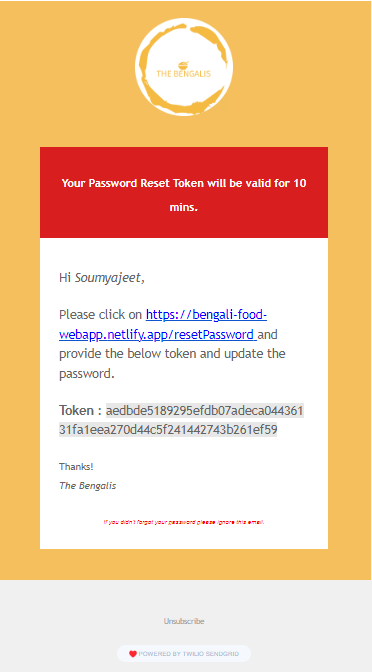 THE BENGALIS
Your Password Reset Token will be valid for 10
mins.
Hi Soumyajeet,
Please click on https://bengali-food-
webapp.netlify.app/resetPassword and
provide the below token and update the
password.
Token : aedbde5189295efdb07adeca044361
31fa1eea270d44c5f241442743b261ef59
Thanks!
The Bengalis
If you didn't forgot your password please ignore this email.
Unsubscribe
POWERED BY TWILIO SENDGRID